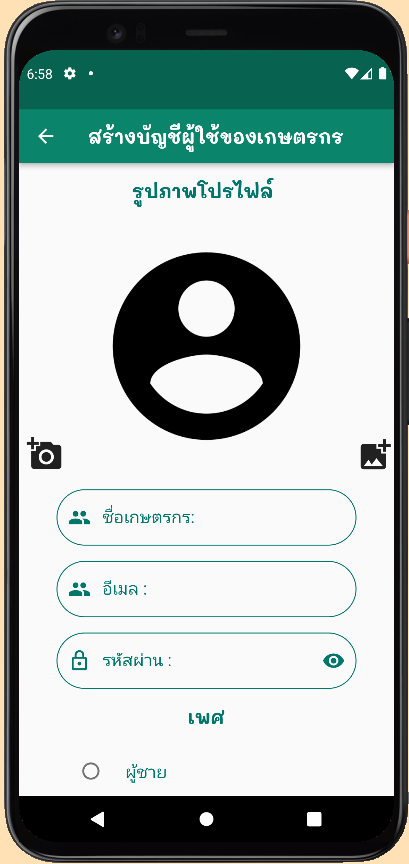 6:58
สร้างบัญชีผู้ใช้ของเกษตรกร
รูปภาพโปรไฟล์
ชื่อเกษตรกร:
อีเมล :
รหัสผ่าน :
เพศ
ผู้ชาย